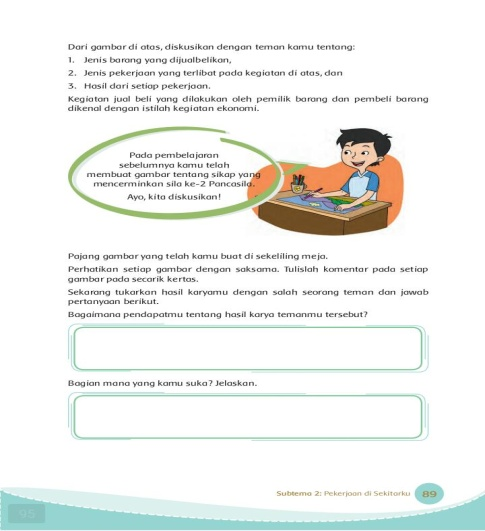 Dari gambar di atas, diskusikan dengan teman kamu tentang:
1. Jenis barang yang dijualbelikan,
2. Jenis pekerjaan yang terlibat pada kegiatan di atas, dan
3. Hasil dari setiap pekerjaan.
Kegiatan jual beli yang dilakukan oleh pemilik barang dan pembeli barang
dikenal dengan istilah kegiatan ekonomi.
Pada pembelajaran
sebelumnya kamu telah
membuat gambar tentang sikap yang
mencerminkan sila ke-2 Pancasila.
Ayo, kita diskusikan!
Pajang gambar yang telah kamu buat di sekeliling meja.
Perhatikan setiap gambar dengan saksama. Tulislah komentar pada setiap
gambar pada secarik kertas.
Sekarang tukarkan hasil karyamu dengan salah seorang teman dan jawab
pertanyaan berikut.
Bagaimana pendapatmu tentang hasil karya temanmu tersebut?
Bagian mana yang kamu suka? Jelaskan.
Subtema 2: Pekerjaan di Sekitarku 89
95